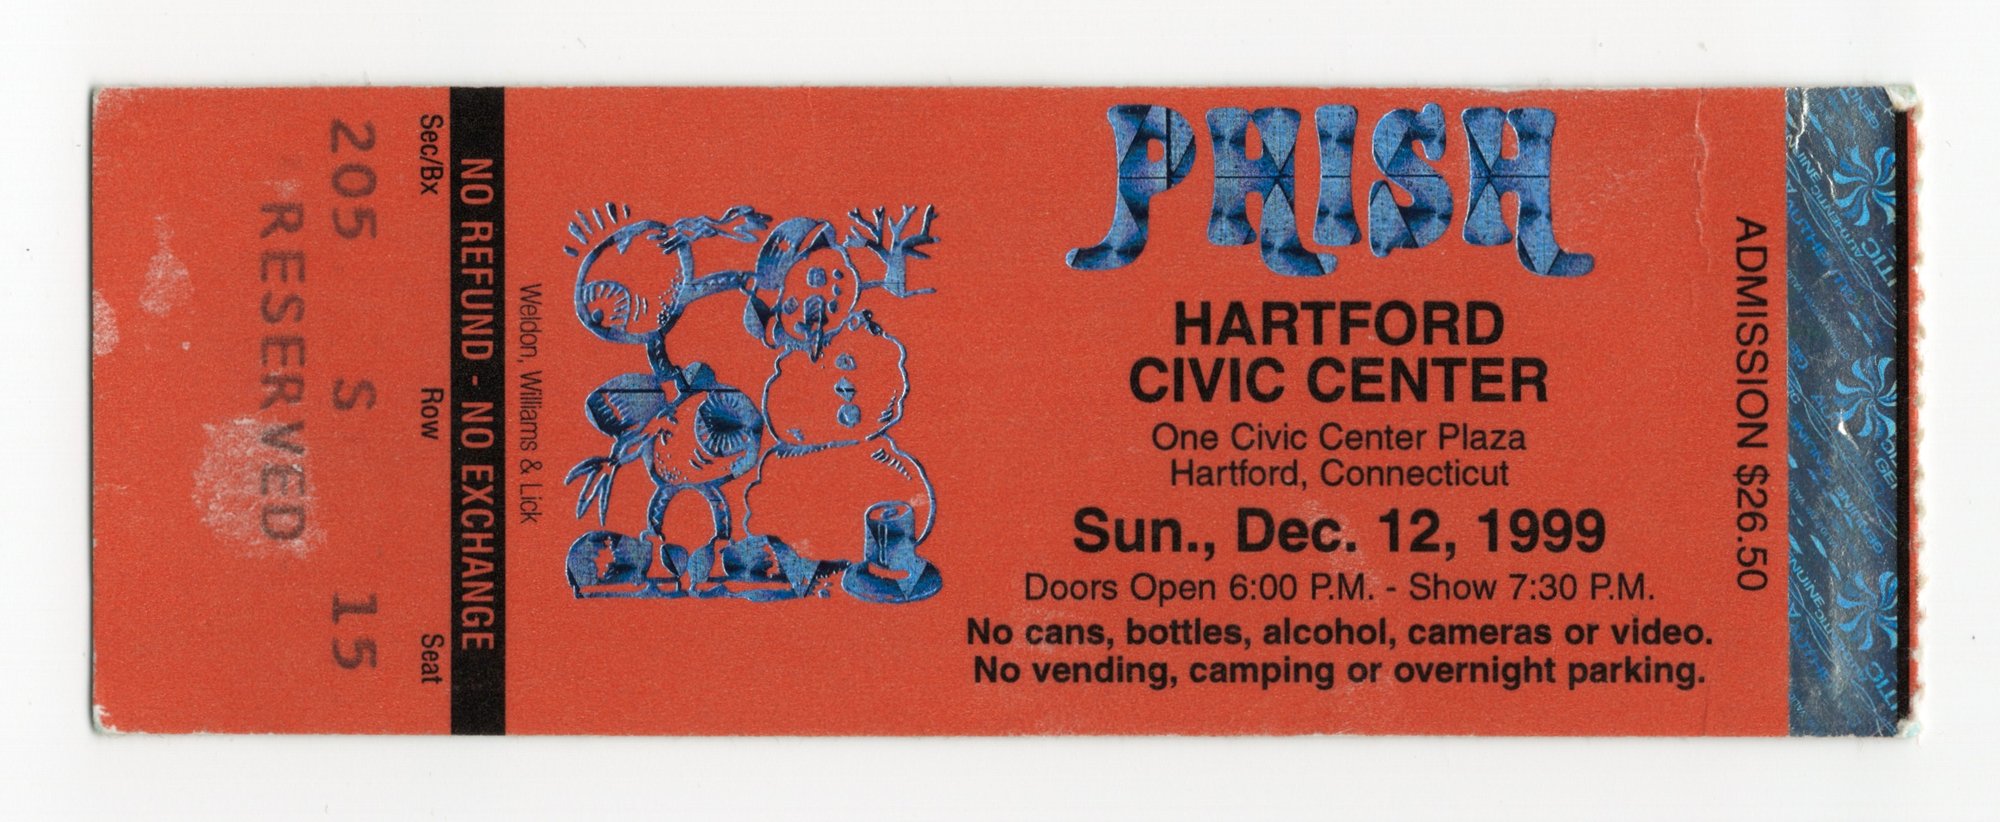 205 S 15
RESERVED
Sec/Bx Row Seat
NO REFUND - NO EXCHANGE
Weldon, Williams & Lick
PHISH
HARTFORD
CIVIC CENTER
One Civic Center Plaza
Hartford, Connecticut
Sun., Dec. 12, 1999
Doors Open 6:00 P.M. - Show 7:30 P.M.
No cans, bottles, alcohol, cameras or video.
No vending, camping or overnight parking.
ADMISSION $26.50